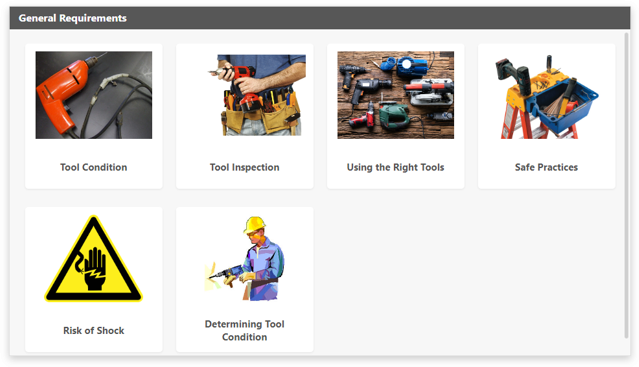 General Requirements
Tool Condition
Tool Inspection
Using the Right Tools
Safe Practices
Risk of Shock
Determining Tool
Condition